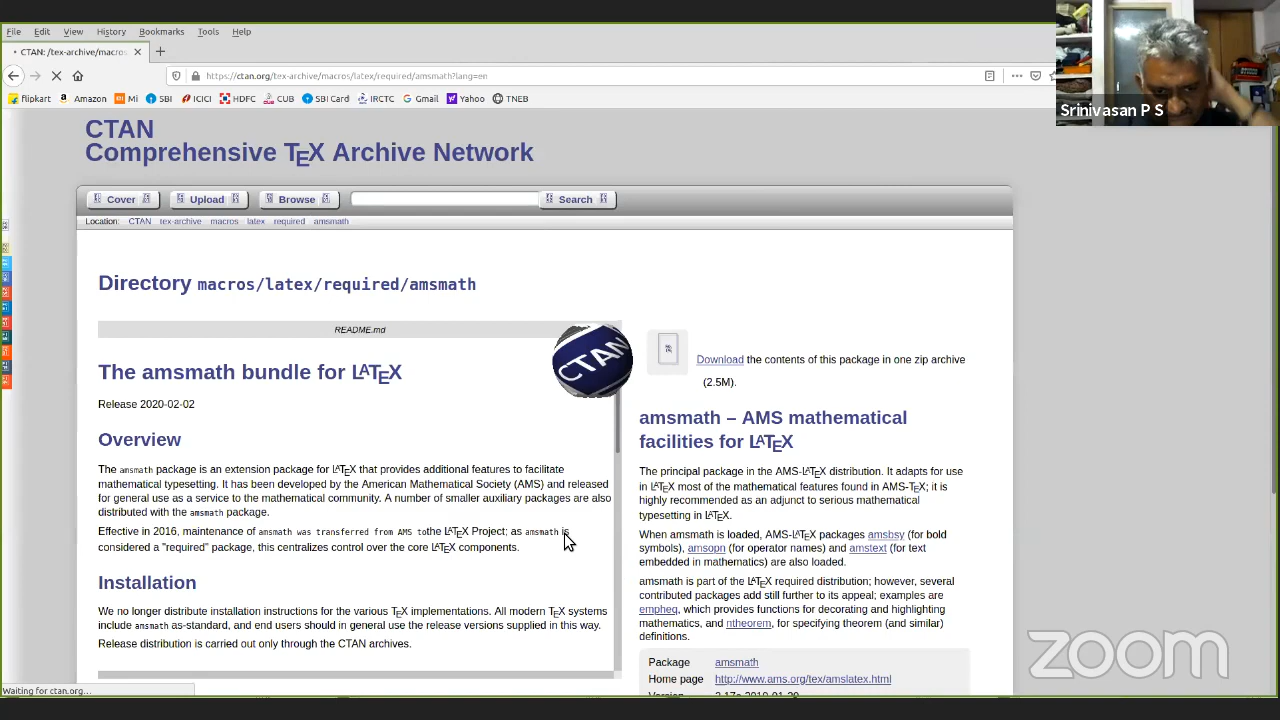 File Edit View History Bookmarks Tools Help
CTAN: /tex-archive/macros
https://ctan.org/tex-archive/macros/latex/required/amsmath?lang=en
flipkart Amazon Mi SBI ICICI HDFC CUB SBI Card IRCTC Gmail Yahoo TNEB
Srinivasan P S
CTAN
Comprehensive TEX Archive Network
Cover Upload Browse Search
Location: CTAN tex-archive macros latex required amsmath
Directory macros/latex/required/amsmath
README.md
CTAN
The amsmath bundle for LATEX
Release 2020-02-02
Overview
The amsmath package is an extension package for LATEX that provides additional features to facilitate
mathematical typesetting. It has been developed by the American Mathematical Society (AMS) and released
for general use as a service to the mathematical community. A number of smaller auxiliary packages are also
distributed with the amsmath package.
Effective in 2016, maintenance of amsmath was transferred from AMS tothe LATEX Project; as amsmath is
considered a "required" package, this centralizes control over the core LATEX components.
Installation
We no longer distribute installation instructions for the various TEX implementations. All modern TEX systems
include amsmath as-standard, and end users should in general use the release versions supplied in this way.
Release distribution is carried out only through the CTAN archives.
Download the contents of this package in one zip archive
(2.5M).
amsmath – AMS mathematical
facilities for LATEX
The principal package in the AMS-LATEX distribution. It adapts for use
in LATEX most of the mathematical features found in AMS-TEX; it is
highly recommended as an adjunct to serious mathematical
typesetting in LATEX.
When amsmath is loaded, AMS-LATEX packages amsbsy (for bold
symbols), amsopn (for operator names) and amstext (for text
embedded in mathematics) are also loaded.
amsmath is part of the LATEX required distribution; however, several
contributed packages add still further to its appeal; examples are
empheq, which provides functions for decorating and highlighting
mathematics, and ntheorem, for specifying theorem (and similar)
definitions.
Package amsmath
Home page http://www.ams.org/tex/amslatex.html
Waiting for ctan.org...
zoom